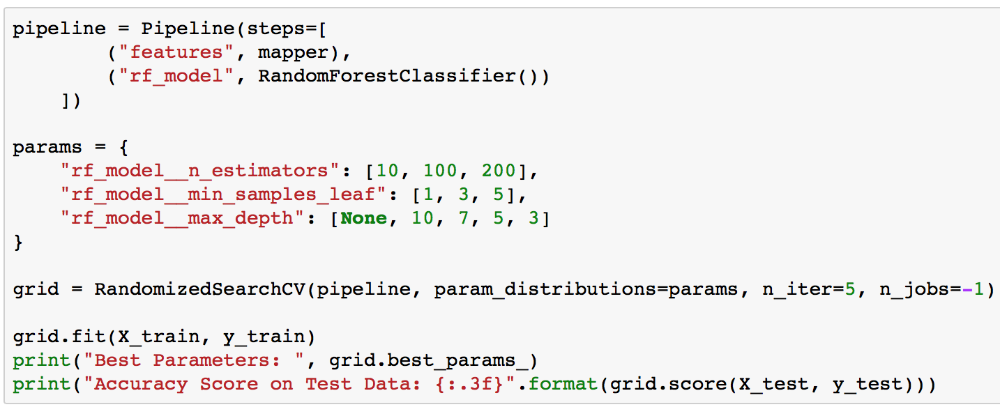 pipeline = Pipeline(steps=[
        ("features", mapper),
        ("rf_model", RandomForestClassifier())
    ])

params = {
    "rf_model__n_estimators": [10, 100, 200],
    "rf_model__min_samples_leaf": [1, 3, 5],
    "rf_model__max_depth": [None, 10, 7, 5, 3]
}

grid = RandomizedSearchCV(pipeline, param_distributions=params, n_iter=5, n_jobs=-1)

grid.fit(X_train, y_train)
print("Best Parameters: ", grid.best_params_)
print("Accuracy Score on Test Data: {:.3f}".format(grid.score(X_test, y_test)))